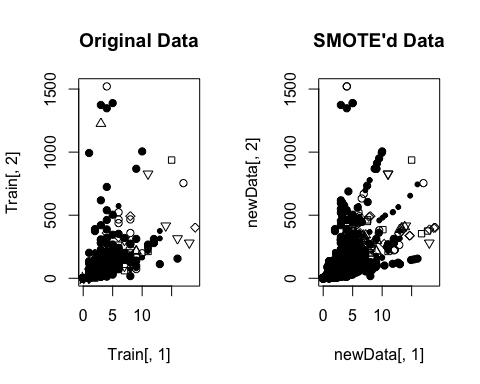 Original Data
SMOTE'd Data
Train[, 2]
0 500 1000 1500
0 5 10
Train[, 1]
newData[, 2]
0 500 1000 1500
0 5 10
newData[, 1]